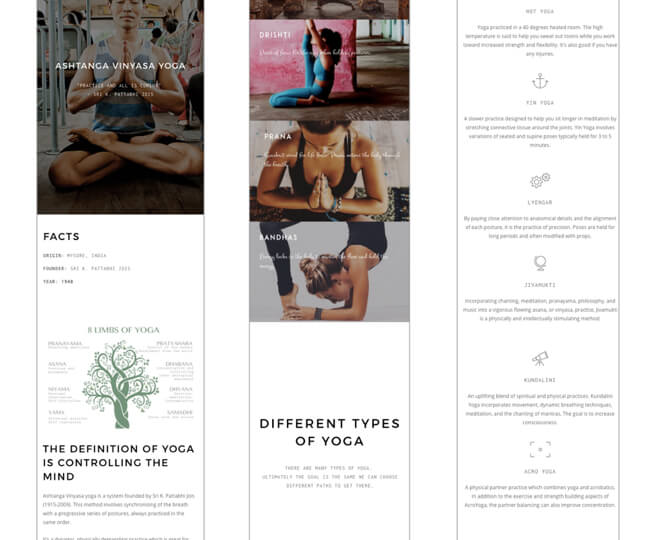 ASHTANGA VINYASA YOGA
"PRACTICE AND ALL IS COMING"
- SRI K. PATTABHI JOIS
FACTS
ORIGIN: MYSORE, INDIA
FOUNDER: SRI K. PATTABHI JOIS
YEAR: 1948
8 LIMBS OF YOGA
PRANAYAMA
PRATYAHARA
ASANA
DHARANA
NIYAMA
DHYANA
YAMA
SAMADHI
THE DEFINITION OF YOGA
IS CONTROLLING THE
MIND
Ashtanga Vinyasa yoga is a system founded by Sri K. Pattabhi Jois
(1915-2009). This method involves synchronising of the breath
with a progressive series of postures, always practiced in the
same order.
DRISHTI
PRANA
BANDHAS
DIFFERENT TYPES
OF YOGA
THERE ARE MANY TYPES OF YOGA.
ULTIMATELY THE GOAL IS THE SAME WE CAN CHOOSE
DIFFERENT PATHS TO GET THERE.
HOT YOGA
Yoga practiced in a 40 degrees heated room. The high
temperature is said to help you sweat out toxins while you work
toward increased strength and flexibility. It's also good if you have
any injuries.
YIN YOGA
A slower practice designed to help you sit longer in meditation by
stretching connective tissue around the joints. Yin Yoga involves
variations of seated and supine poses typically held for 3 to 5
minutes.
LYENGAR
By paying close attention to anatomical details and the alignment
of each posture, it is the practice of precision. Poses are held for
long periods and often modified with props.
JIVAMUKTI
Incorporating chanting, meditation, pranayama, philosophy, and
music into a vigorous flowing asana, or vinyasa, practice, Jivamukti
is a physically and intellectually stimulating method
KUNDALINI
An uplifting blend of spiritual and physical practices. Kundalini
Yoga incorporates movement, dynamic breathing techniques,
meditation, and the chanting of mantras. The goal is to increase
consciousness.
ACRO YOGA
A physical partner practice which combines yoga and acrobatics.
In addition to the exercise and strength building aspects of
AcroYoga, the partner balancing can also improve concentration.